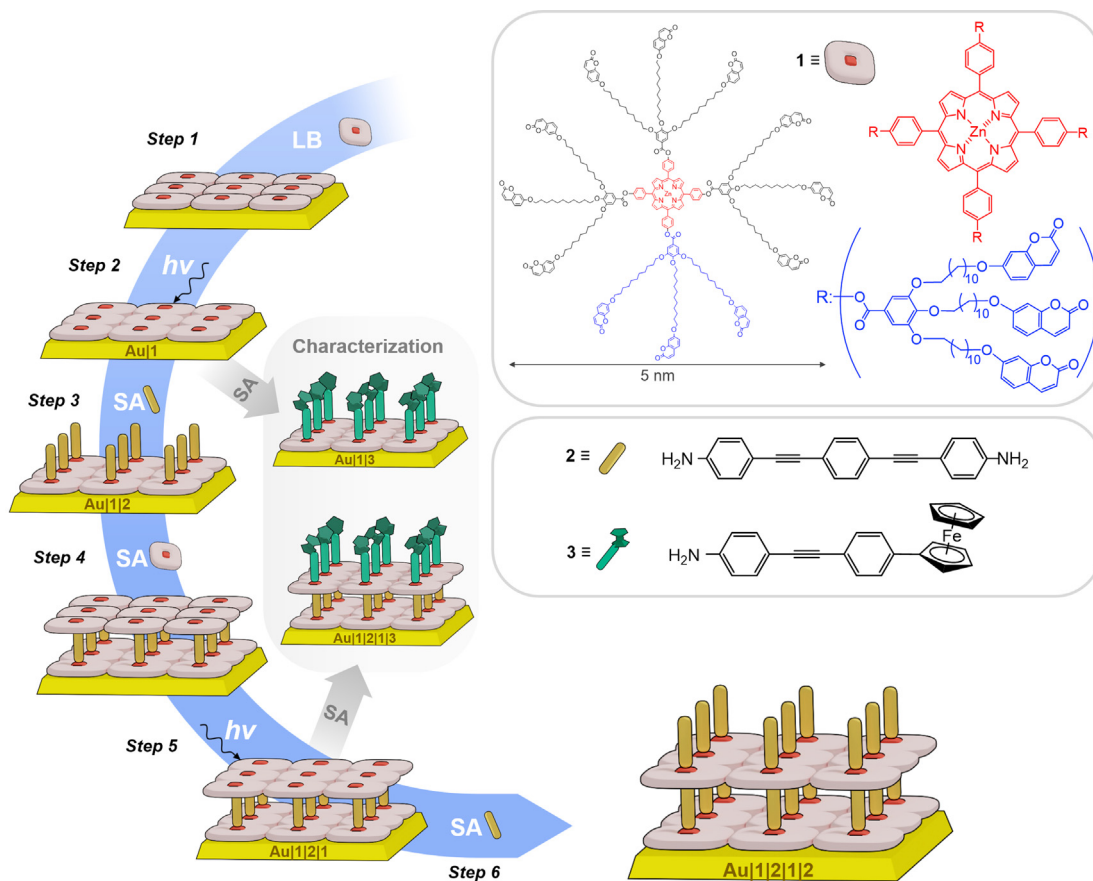 Step 1
LB
Step 2
hν
Au|1
Step 3
SA
Au|1|2
Step 4
SA
Step 5
hν
Au|1|2|1
SA
Step 6
Characterization
SA
Au|1|3
Au|1|2|1|3
SA
Au|1|2|1|2
5 nm
1 ≡
R
R
R
R
N
N
N
N
Zn
R:
O
O
O
O
O
10
O
O
O
10
O
O
O
10
O
O
O
2 ≡
H2N
NH2
3 ≡
H2N
Fe